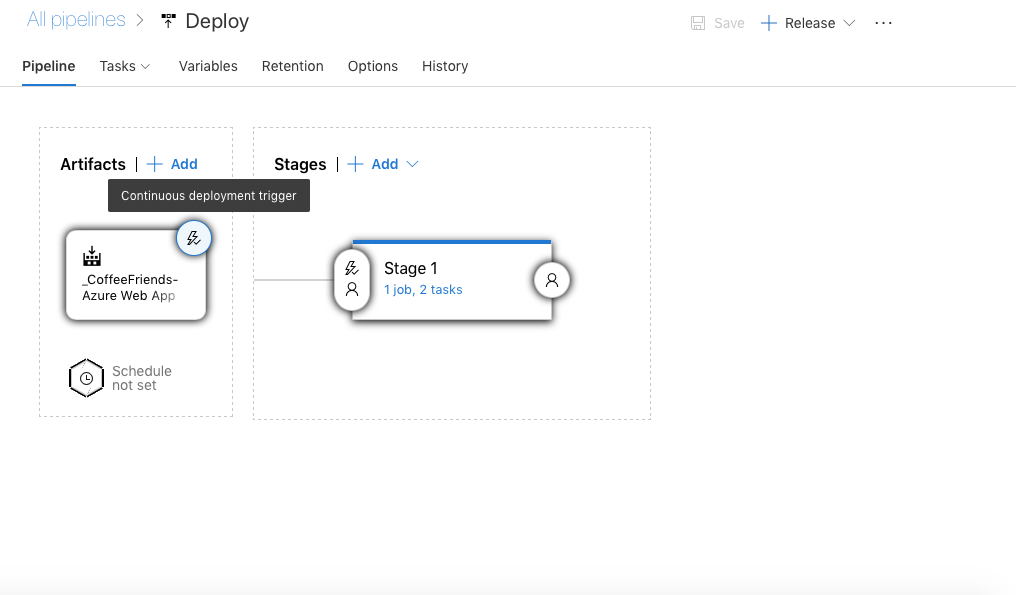 All pipelines > Deploy
Save + Release ...
Pipeline Tasks Variables Retention Options History
Artifacts | + Add
Stages | + Add
Continuous deployment trigger
_CoffeeFriends-
Azure Web App
Stage 1
1 job, 2 tasks
Schedule
not set